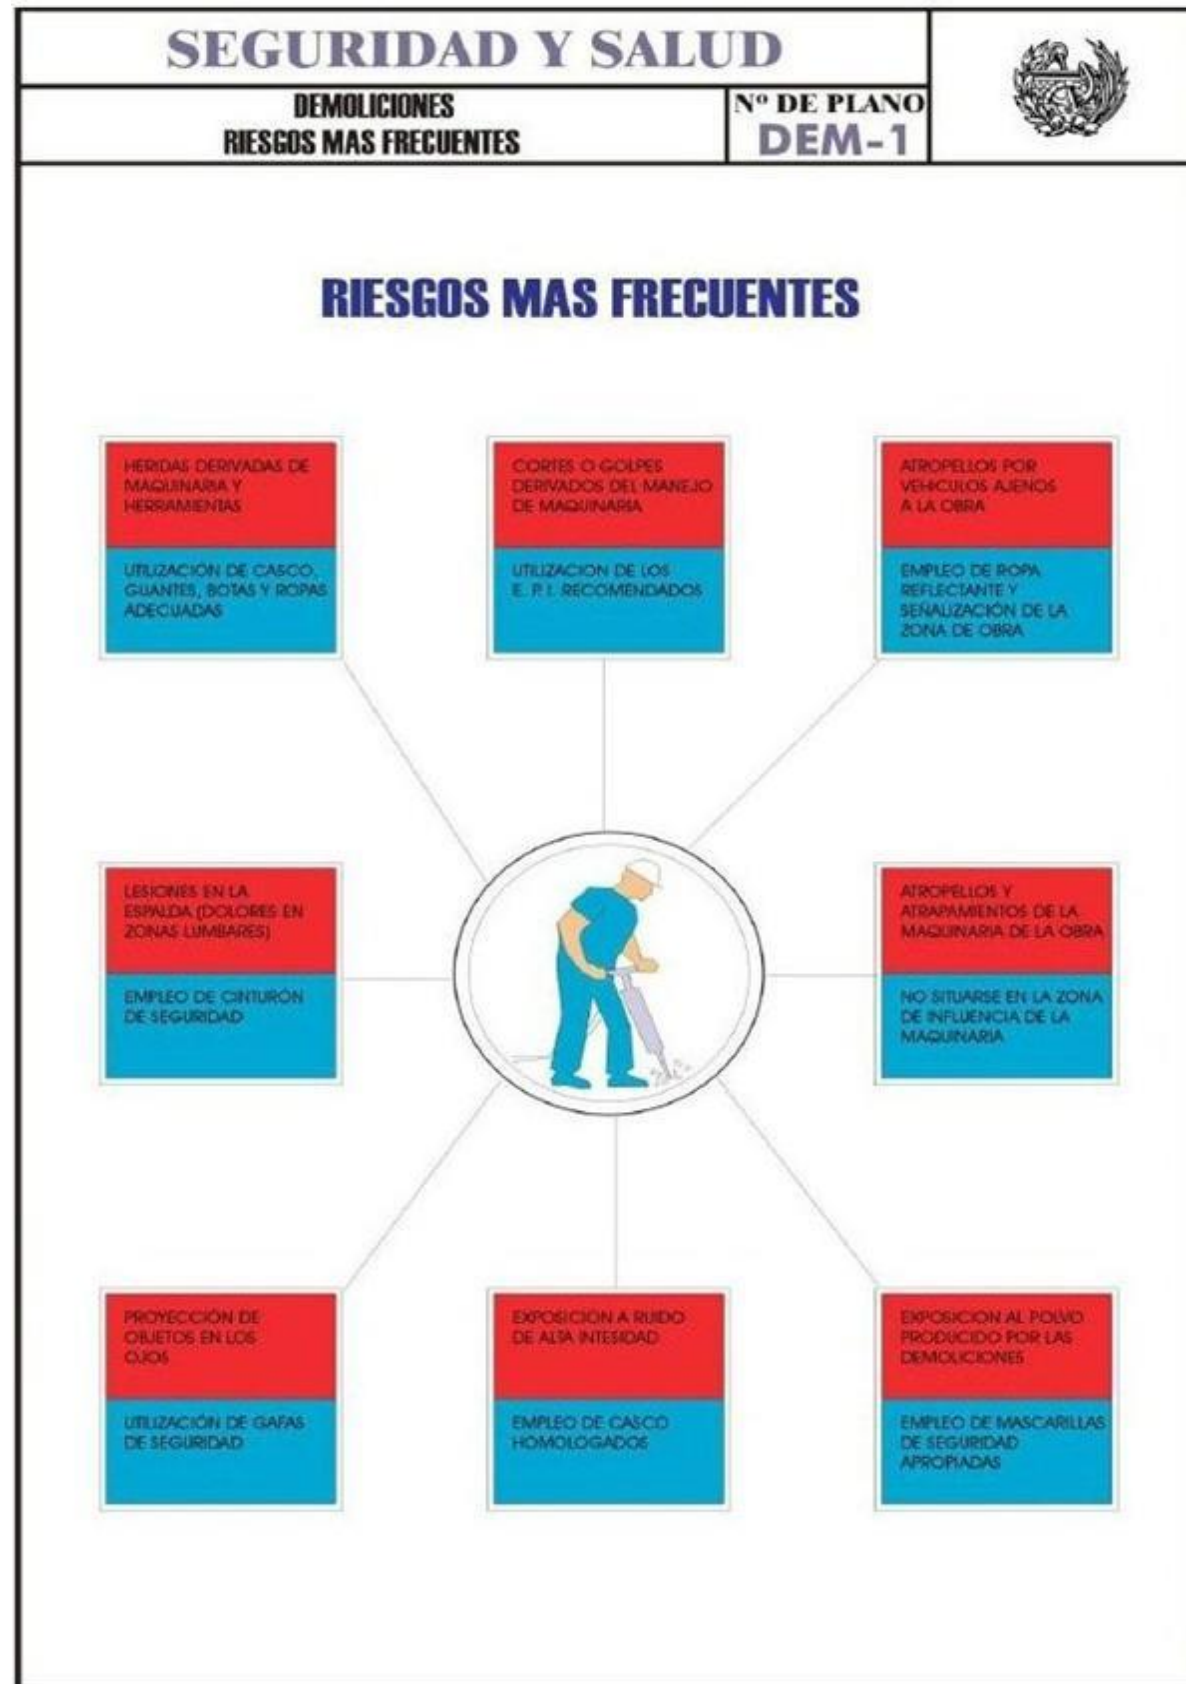 SEGURIDAD Y SALUD
DEMOLICIONES
RIESGOS MAS FRECUENTES
Nº DE PLANO
DEM-1
RIESGOS MAS FRECUENTES
HERIDAS DERIVADAS DE
MAQUINARIA Y
HERRAMIENTAS
UTILIZACIÓN DE CASCO,
GUANTES, BOTAS Y ROPAS
ADECUADAS
CORTES O GOLPES
DERIVADOS DEL MANEJO
DE MAQUINARIA
UTILIZACION DE LOS
E. P. I. RECOMENDADOS
ATROPELLOS POR
VEHICULOS AJENOS
A LA OBRA
EMPLEO DE ROPA
REFLECTANTE Y
SEÑALIZACIÓN DE LA
ZONA DE OBRA
LESIONES EN LA
ESPALDA (DOLORES EN
ZONAS LUMBARES)
EMPLEO DE CINTURÓN
DE SEGURIDAD
ATROPELLOS Y
ATRAPAMIENTOS DE LA
MAQUINARIA DE LA OBRA
NO SITUARSE EN LA ZONA
DE INFLUENCIA DE LA
MAQUINARIA
PROYECCIÓN DE
OBJETOS EN LOS
OJOS
UTILIZACIÓN DE GAFAS
DE SEGURIDAD
EXPOSICION A RUIDO
DE ALTA INTESIDAD
EMPLEO DE CASCO
HOMOLOGADOS
EXPOSICION AL POLVO
PRODUCIDO POR LAS
DEMOLICIONES
EMPLEO DE MASCARILLAS
DE SEGURIDAD
APROPIADAS